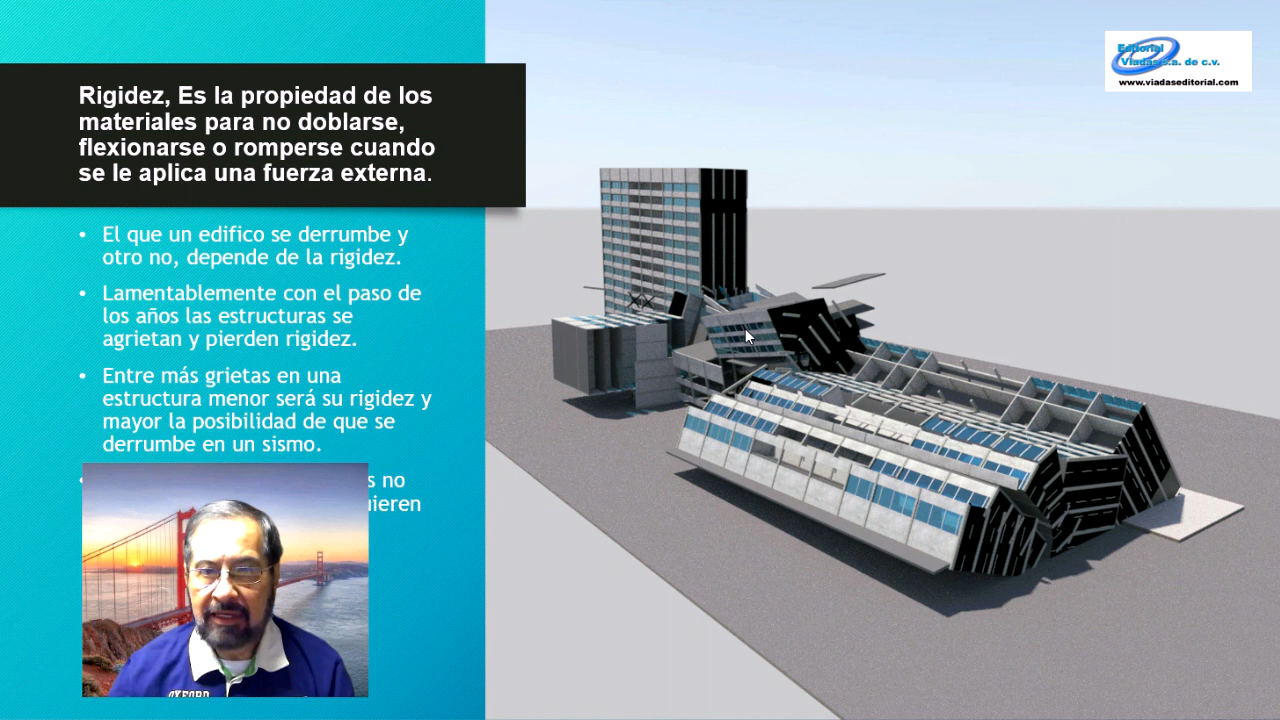 Rigidez, Es la propiedad de los
materiales para no doblarse,
flexionarse o romperse cuando
se le aplica una fuerza externa.
• El que un edifico se derrumbe y
otro no, depende de la rigidez.
• Lamentablemente con el paso de
los años las estructuras se
agrietan y pierden rigidez.
• Entre más grietas en una
estructura menor será su rigidez y
mayor la posibilidad de que se
derrumbe en un sismo.
no
Editorial
Viadas s.a. de c.v.
www.viadaseditorial.com
OXFORD